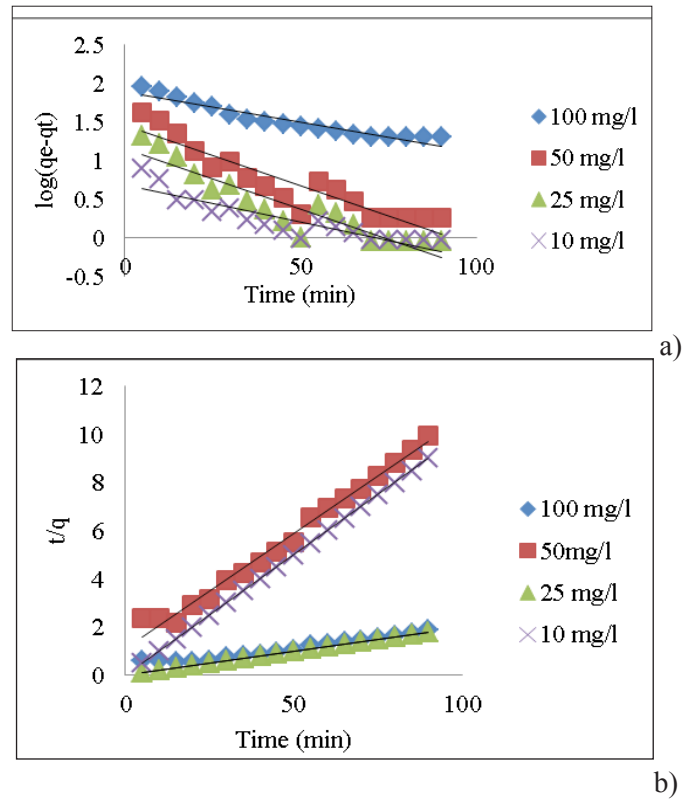 2.5
2
1.5
1
0.5
0
-0.5
log(qe-qt)
0
50
100
Time (min)
100 mg/l
50 mg/l
25 mg/l
10 mg/l
a)
12
10
8
6
4
2
0
t/q
0
50
100
Time (min)
100 mg/l
50mg/l
25 mg/l
10 mg/l
b)